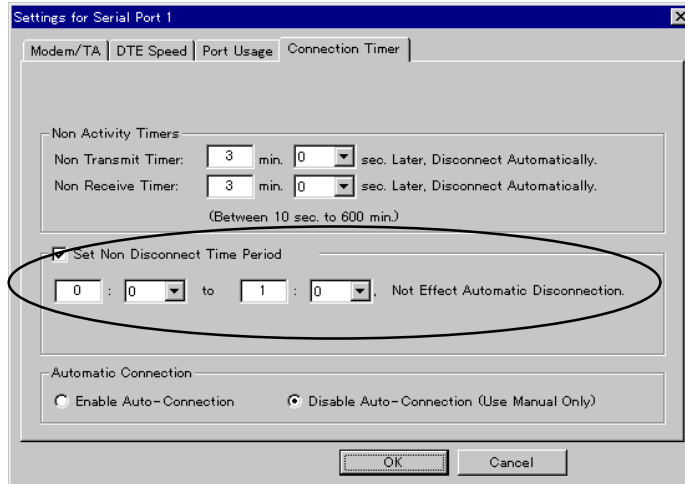 Settings for Serial Port 1
Modem/TA DTE Speed Port Usage Connection Timer
Non Activity Timers
Non Transmit Timer: 3 min. 0 sec. Later, Disconnect Automatically.
Non Receive Timer: 3 min. 0 sec. Later, Disconnect Automatically.
(Between 10 sec. to 600 min.)
Set Non Disconnect Time Period
0 : 0 to 1 : 0 , Not Effect Automatic Disconnection.
Automatic Connection
Enable Auto-Connection Disable Auto-Connection (Use Manual Only)
OK Cancel